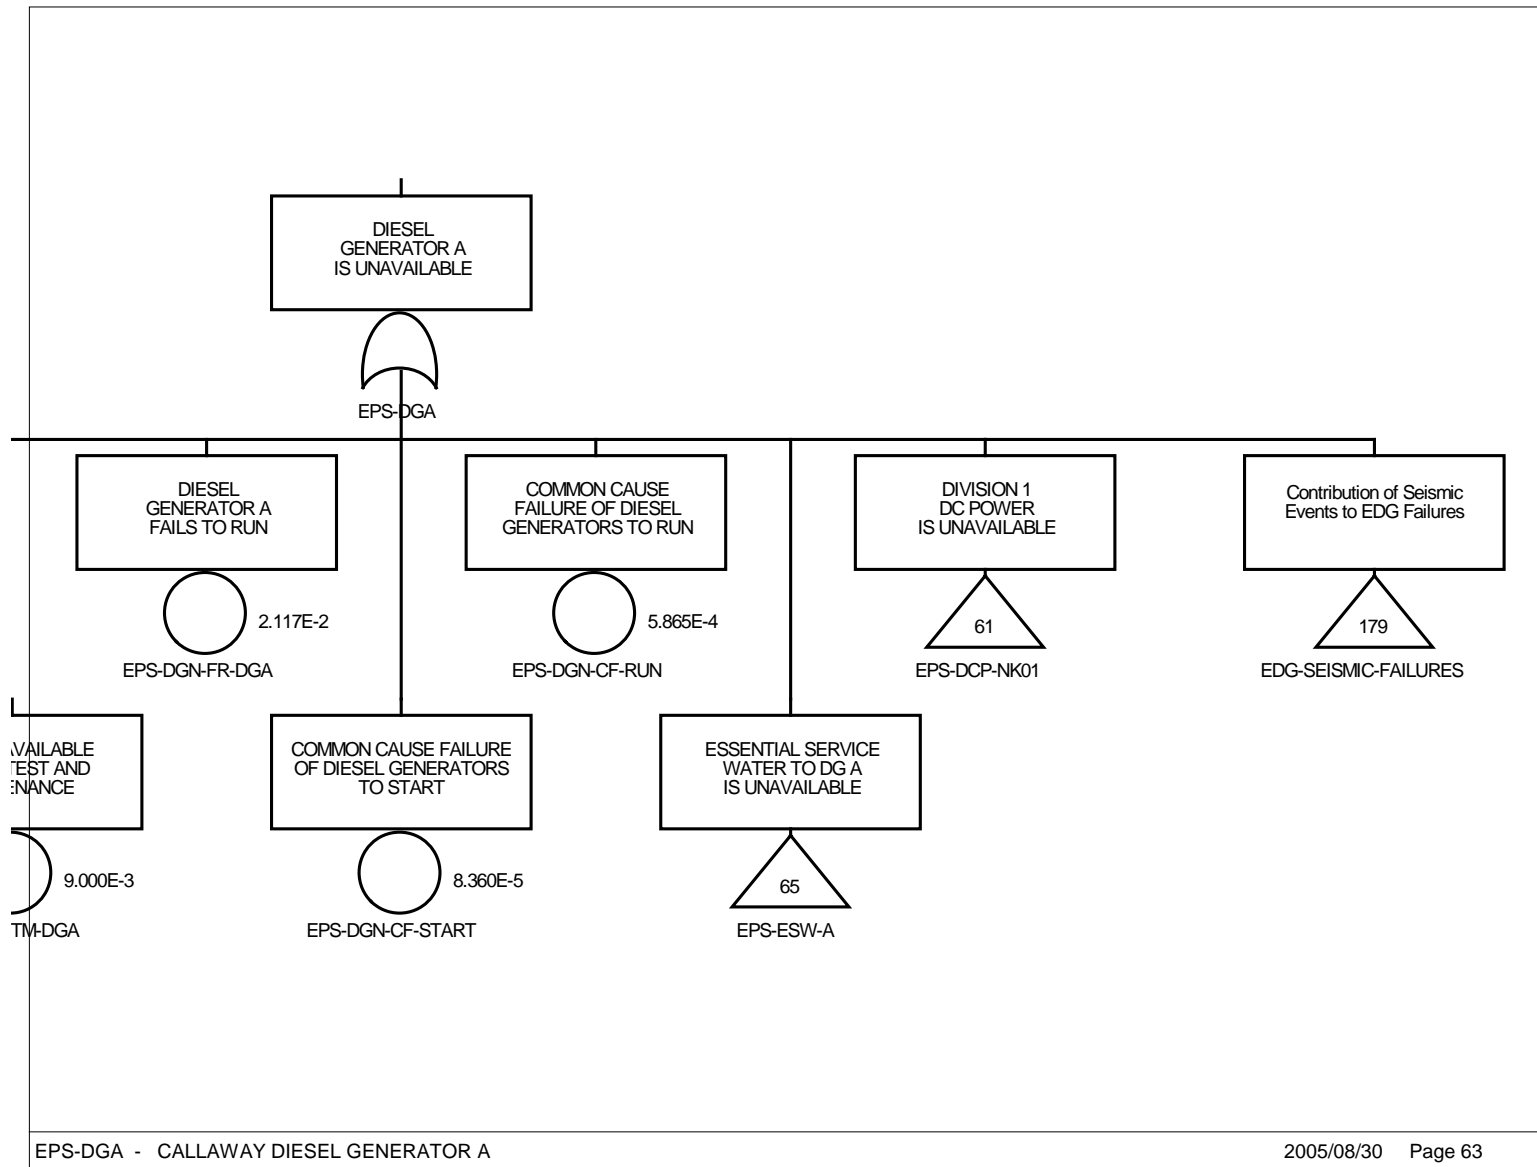 DIESEL
GENERATOR A
IS UNAVAILABLE
EPS-DGA
DIESEL
GENERATOR A
FAILS TO RUN
2.117E-2
EPS-DGN-FR-DGA
COMMON CAUSE
FAILURE OF DIESEL
GENERATORS TO RUN
5.865E-4
EPS-DGN-CF-RUN
DIVISION 1
DC POWER
IS UNAVAILABLE
61
EPS-DCP-NK01
Contribution of Seismic
Events to EDG Failures
179
EDG-SEISMIC-FAILURES
VAILABLE
TEST AND
ENANCE
9.000E-3
TM-DGA
COMMON CAUSE FAILURE
OF DIESEL GENERATORS
TO START
8.360E-5
EPS-DGN-CF-START
ESSENTIAL SERVICE
WATER TO DG A
IS UNAVAILABLE
65
EPS-ESW-A
EPS-DGA - CALLAWAY DIESEL GENERATOR A
2005/08/30 Page 63